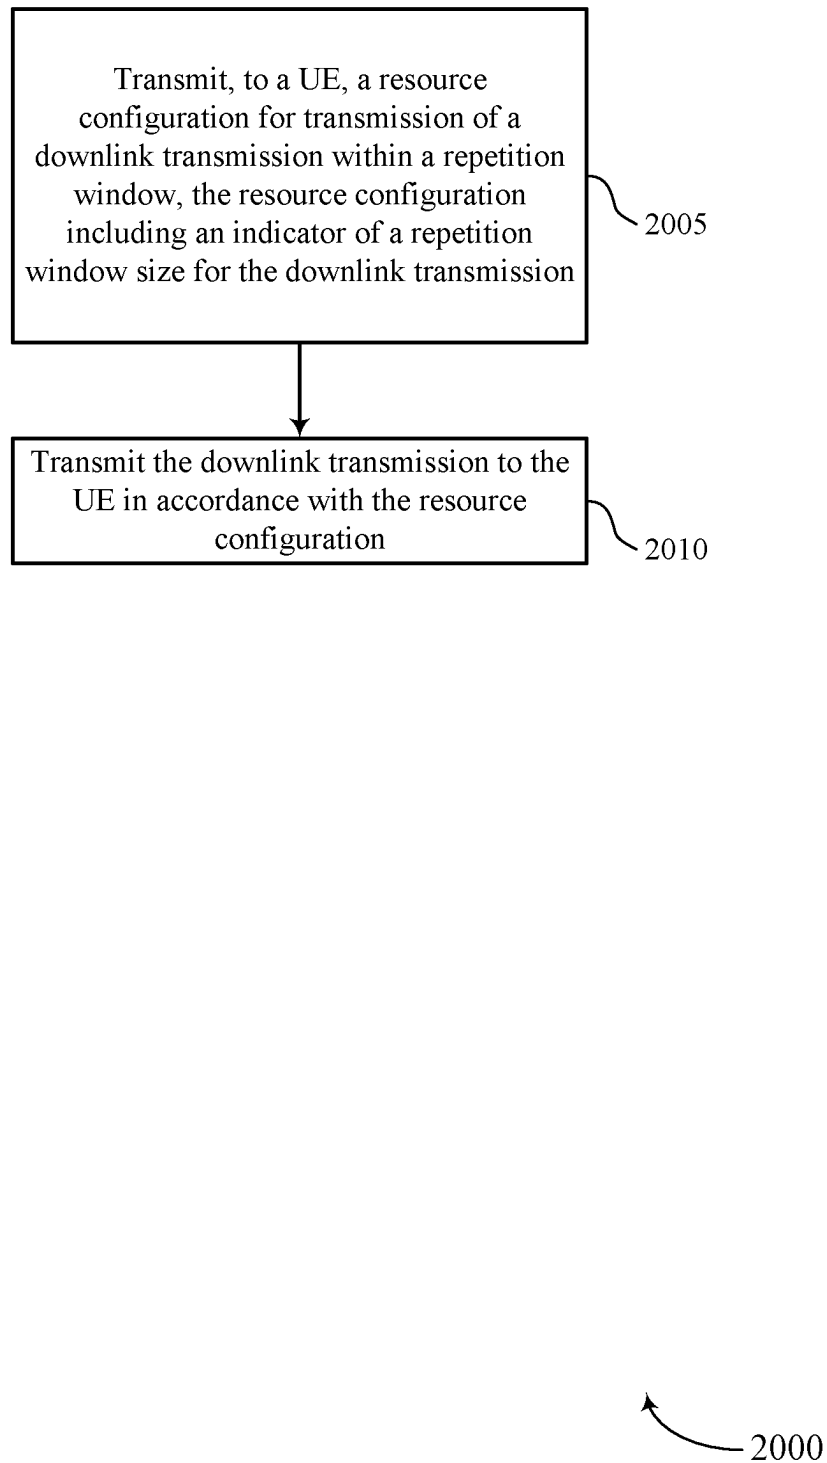 Transmit, to a UE, a resource
configuration for transmission of a
downlink transmission within a repetition
window, the resource configuration
including an indicator of a repetition
window size for the downlink transmission
2005
Transmit the downlink transmission to the
UE in accordance with the resource
configuration
2010
2000